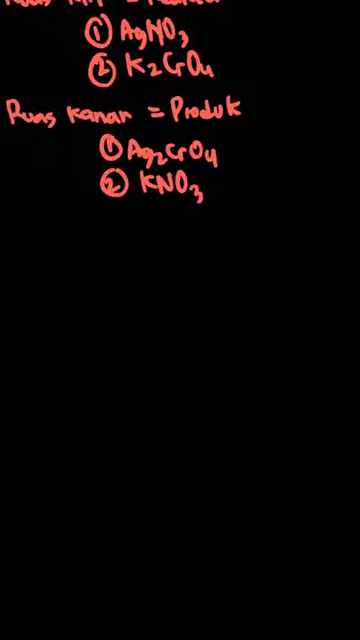 ① AgNO3
② K2CrO4
Ruas kanan = Produk
① Ag2CrO4
② KNO3